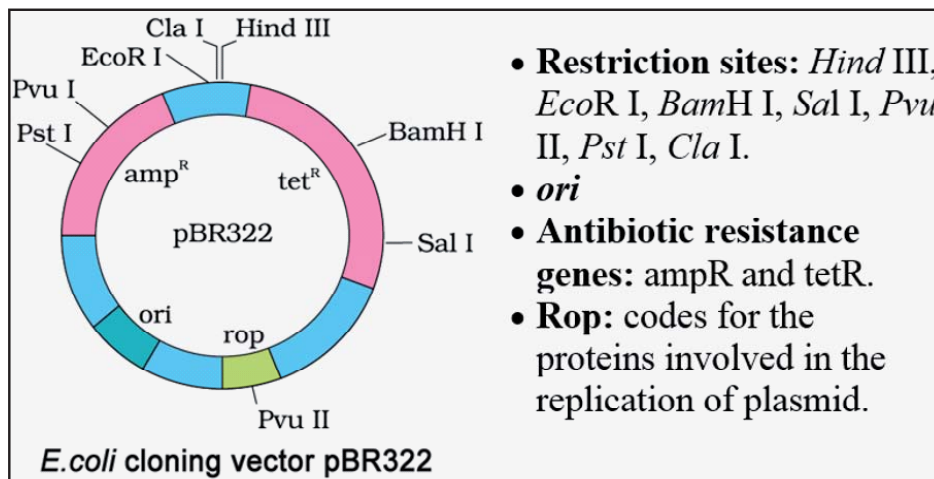 Cla I Hind III
EcoR I
Pvu I
Pst I
BamH I
amp^R
tet^R
pBR322
Sal I
ori
rop
Pvu II
E.coli cloning vector pBR322
• Restriction sites: Hind III,
EcoR I, BamH I, Sal I, Pvu
II, Pst I, Cla I.
• ori
• Antibiotic resistance
genes: ampR and tetR.
• Rop: codes for the
proteins involved in the
replication of plasmid.